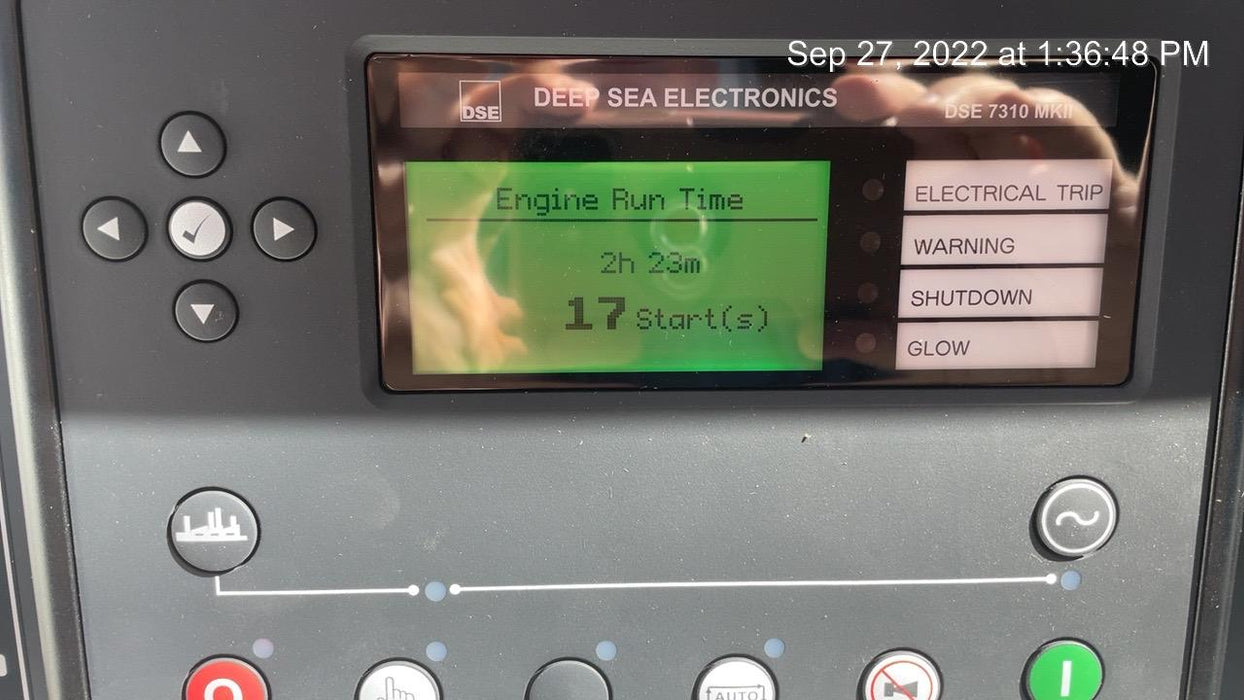 Sep 27, 2022 at 1:36:48 PM
DSE
DEEP SEA ELECTRONICS
DSE 7310 MKII
Engine Run Time
2h 23m
17 Start(s)
ELECTRICAL TRIP
WARNING
SHUTDOWN
GLOW
AUTO